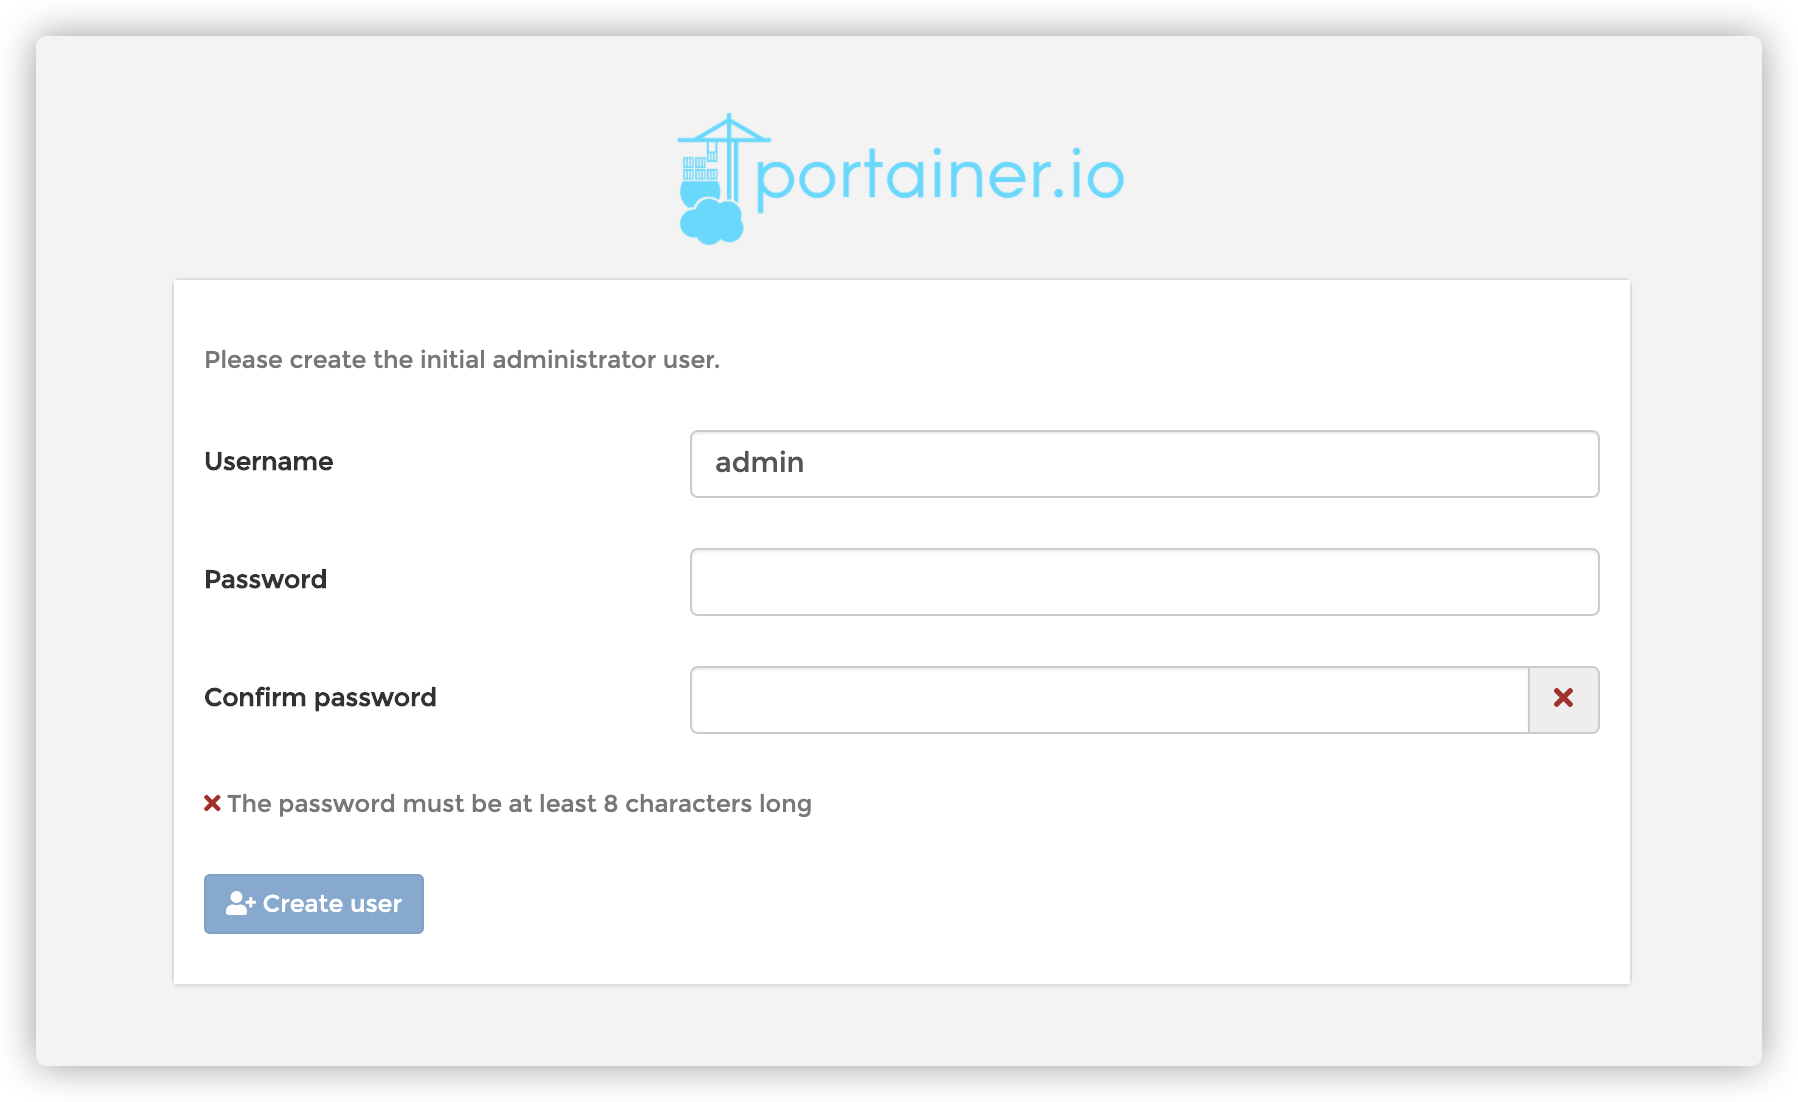 portainer.io
Please create the initial administrator user.
Username
admin
Password
Confirm password
The password must be at least 8 characters long
Create user